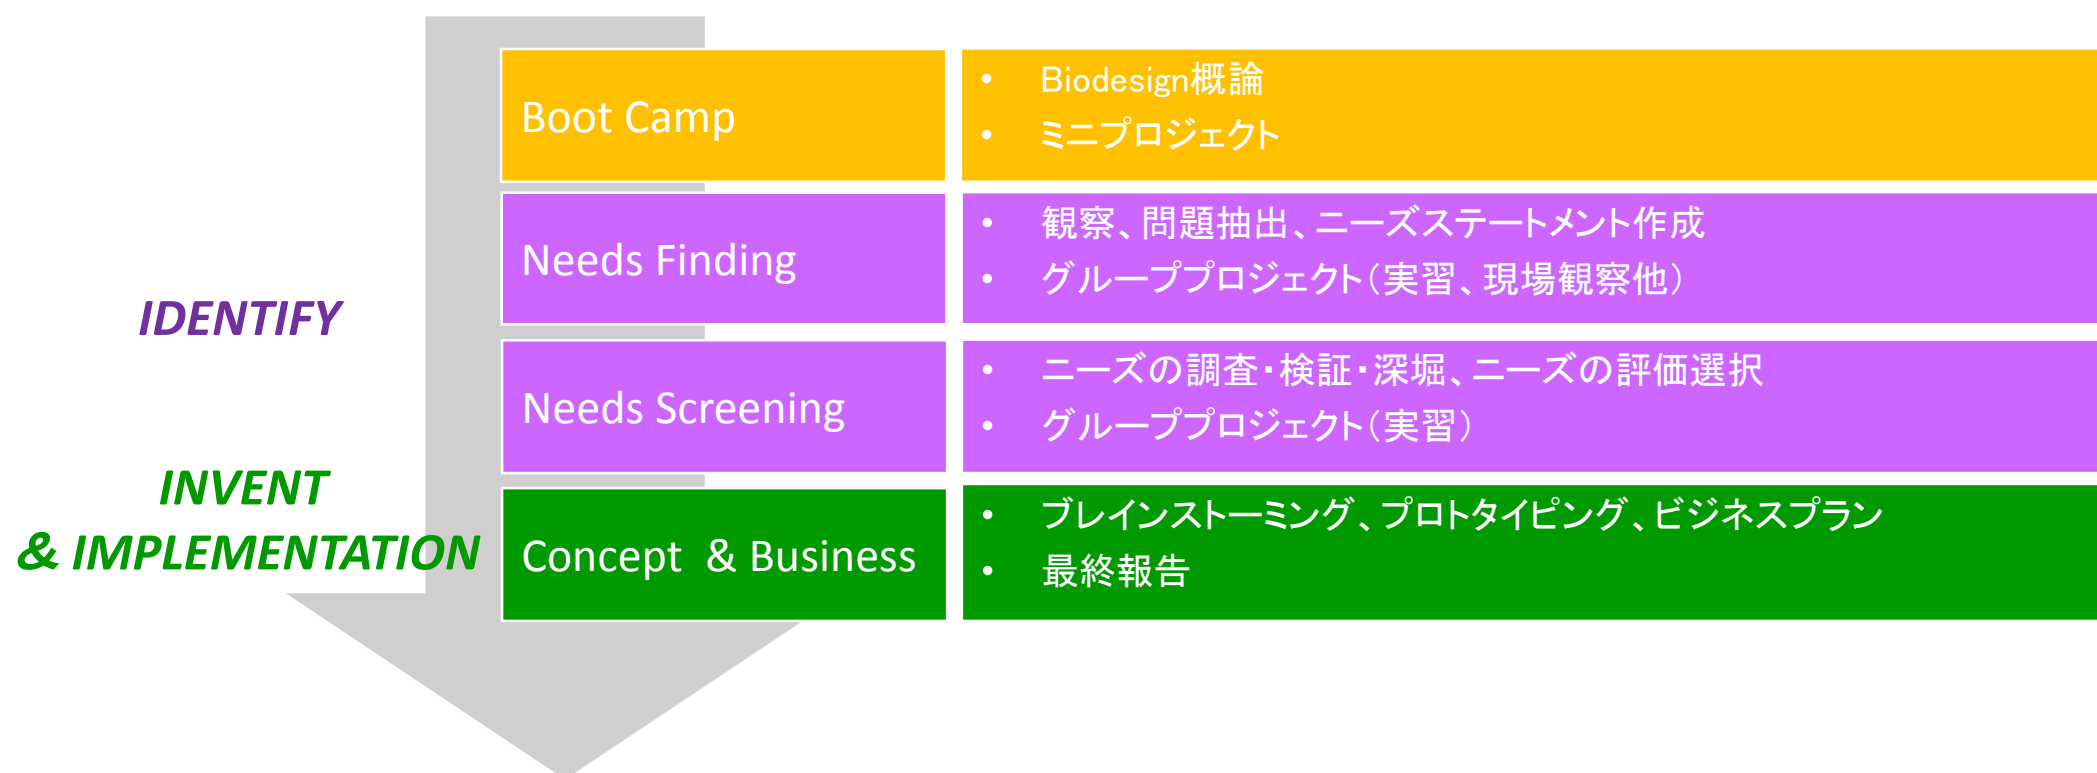 Boot Camp
• Biodesign概論
• ミニプロジェクト
IDENTIFY
Needs Finding
• 観察、問題抽出、ニーズステートメント作成
• グループプロジェクト（実習、現場観察他）
Needs Screening
• ニーズの調査・検証・深堀、ニーズの評価選択
• グループプロジェクト（実習）
INVENT
& IMPLEMENTATION
Concept & Business
• ブレインストーミング、プロトタイピング、ビジネスプラン
• 最終報告